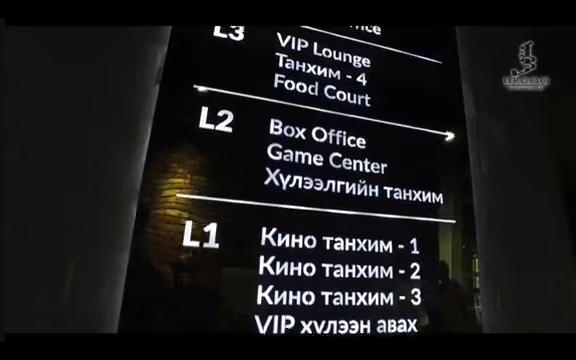 L3
VIP Lounge
Танхим - 4
Food Court
L2
Box Office
Game Center
Хүлээлгийн танхим
L1
Кино танхим - 1
Кино танхим - 2
Кино танхим - 3
VIP хүлээн авах